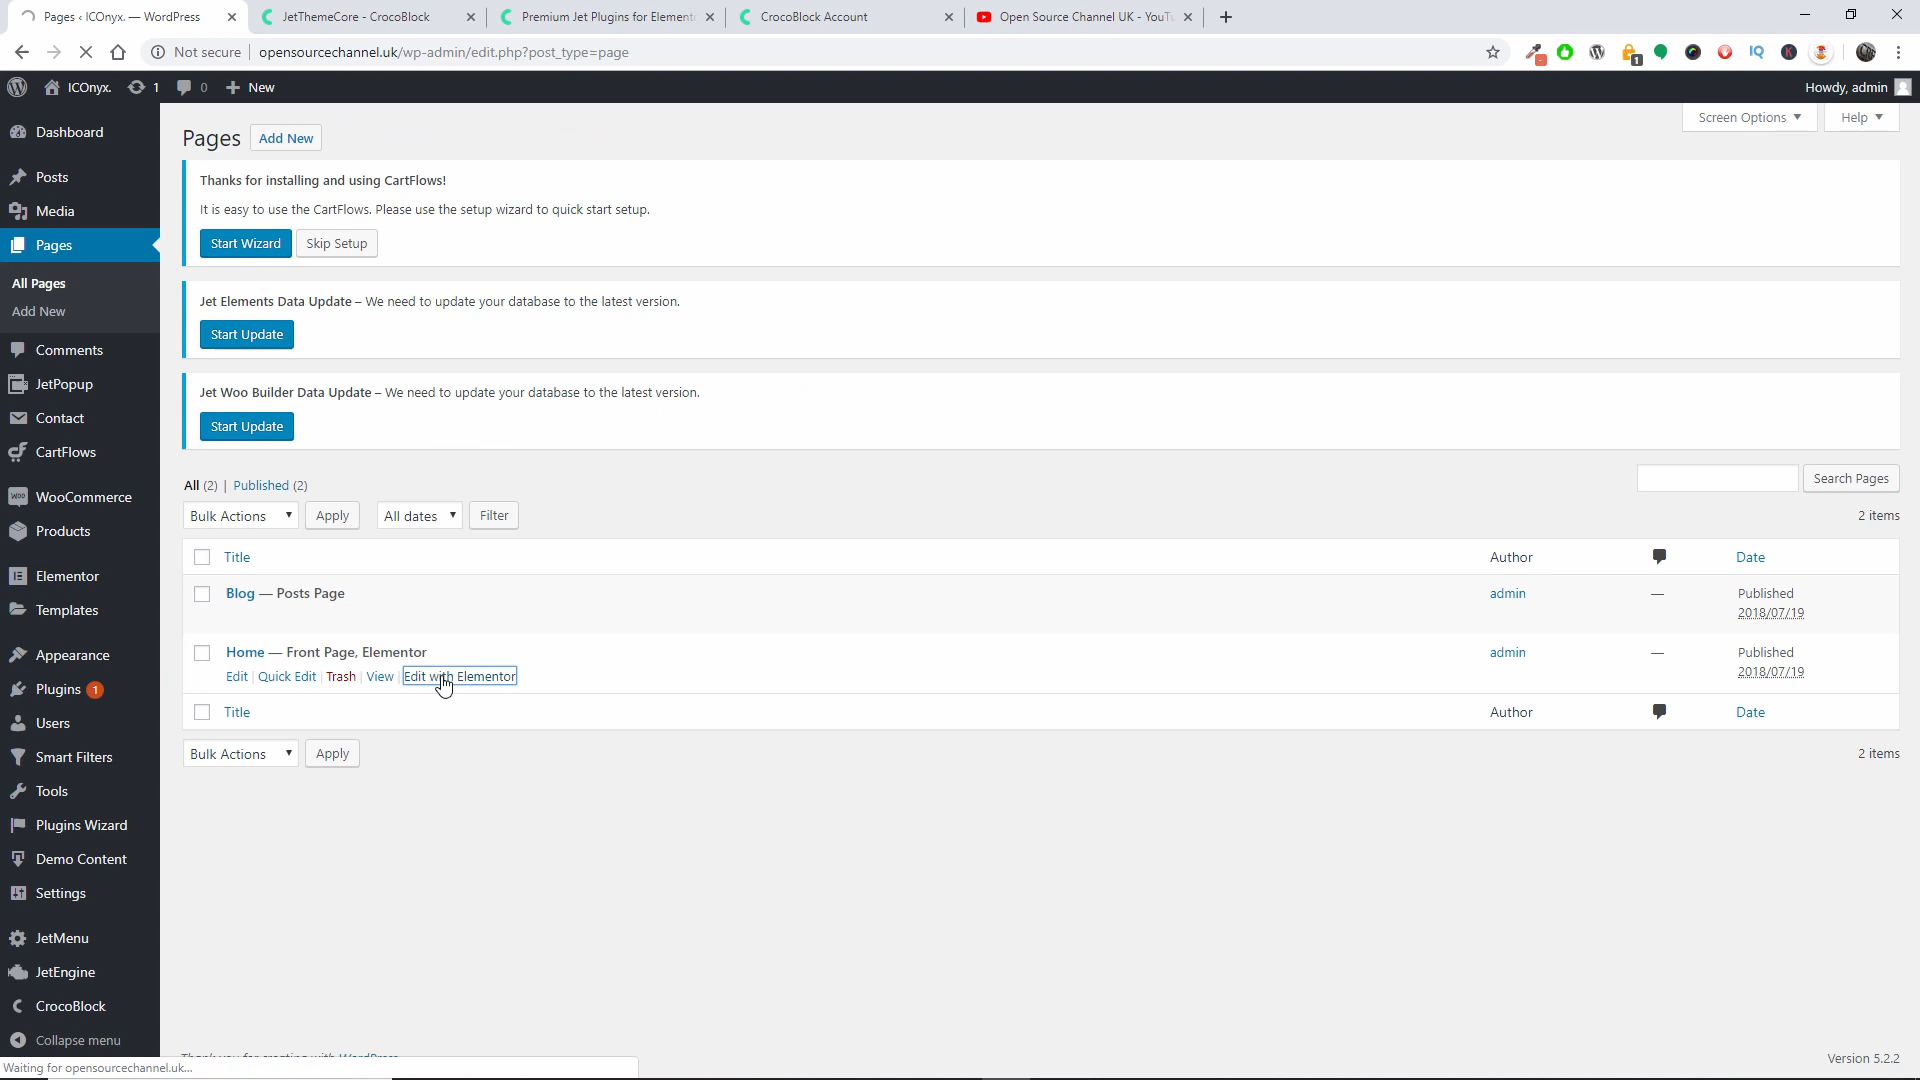 Pages ‹ ICOnyx. — WordPress
JetThemeCore - CrocoBlock
Premium Jet Plugins for Element
CrocoBlock Account
Open Source Channel UK - YouTu
Not secure
opensourcechannel.uk/wp-admin/edit.php?post_type=page
1
IQ
K
ICOnyx.
1
0
New
Howdy, admin
Dashboard
Posts
Media
Pages
All Pages
Add New
Comments
JetPopup
Contact
CartFlows
WooCommerce
Products
Elementor
Templates
Appearance
Plugins 1
Users
Smart Filters
Tools
Plugins Wizard
Demo Content
Settings
JetMenu
JetEngine
CrocoBlock
Collapse menu
Screen Options
Help
Pages
Add New
Thanks for installing and using CartFlows!
It is easy to use the CartFlows. Please use the setup wizard to quick start setup.
Start Wizard
Skip Setup
Jet Elements Data Update – We need to update your database to the latest version.
Start Update
Jet Woo Builder Data Update – We need to update your database to the latest version.
Start Update
All (2) | Published (2)
Search Pages
Bulk Actions
Apply
All dates
Filter
2 items
Title
Author
Date
Blog — Posts Page
admin
—
Published
2018/07/19
Home — Front Page, Elementor
Edit | Quick Edit | Trash | View | Edit with Elementor
admin
—
Published
2018/07/19
Title
Author
Date
Bulk Actions
Apply
2 items
Thank you for creating with WordPress
Version 5.2.2
Waiting for opensourcechannel.uk...